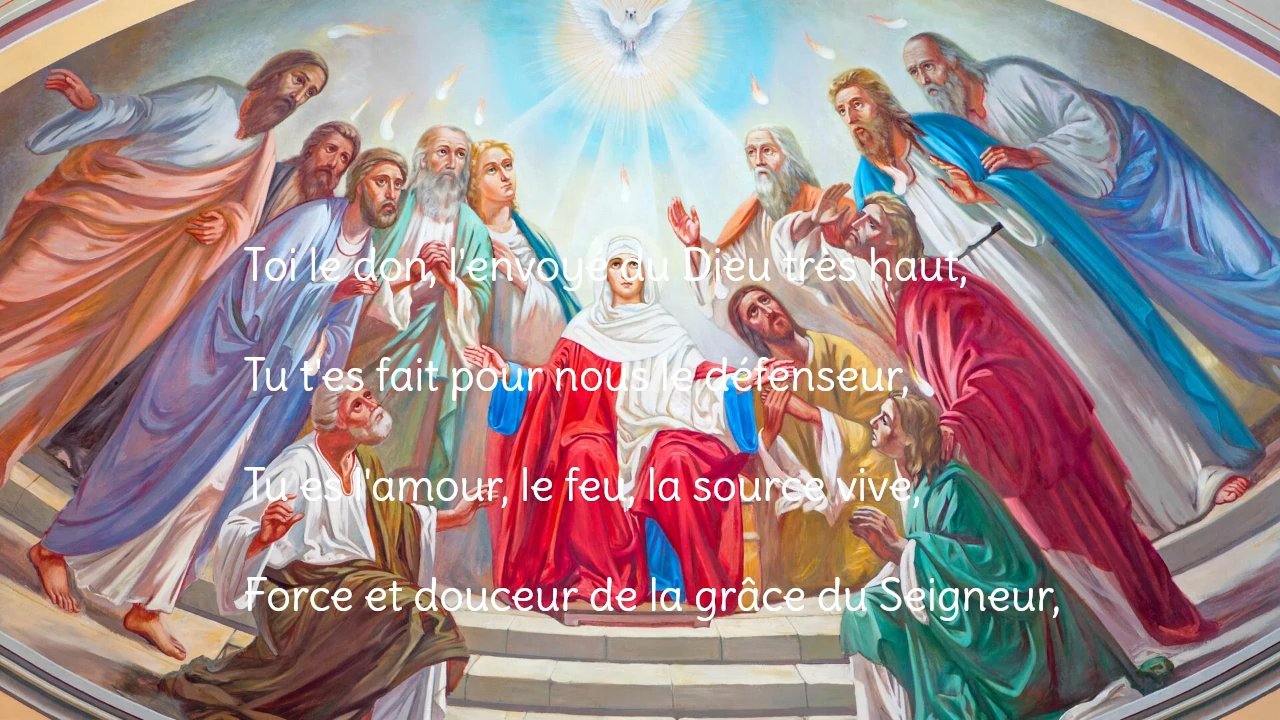 Toi le don, l'envoyé du Dieu très haut,
Tu t'es fait pour nous le défenseur,
Tu es l'amour, le feu, la source vive,
Force et douceur de la grâce du Seigneur,